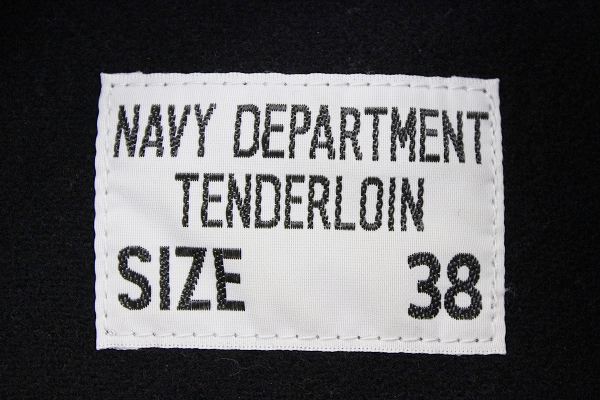 NAVY DEPARTMENT
TENDERLOIN
SIZE 38